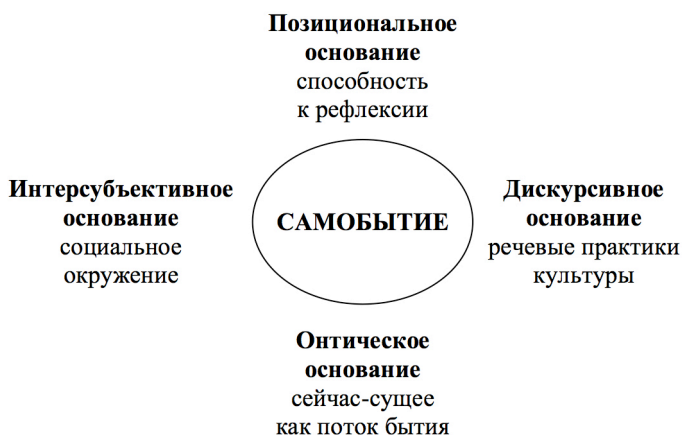 Позициональное
основание
способность
к рефлексии
Интерсубъективное
основание
социальное
окружение
САМОБЫТИЕ
Дискурсивное
основание
речевые практики
культуры
Онтическое
основание
сейчас-сущее
как поток бытия